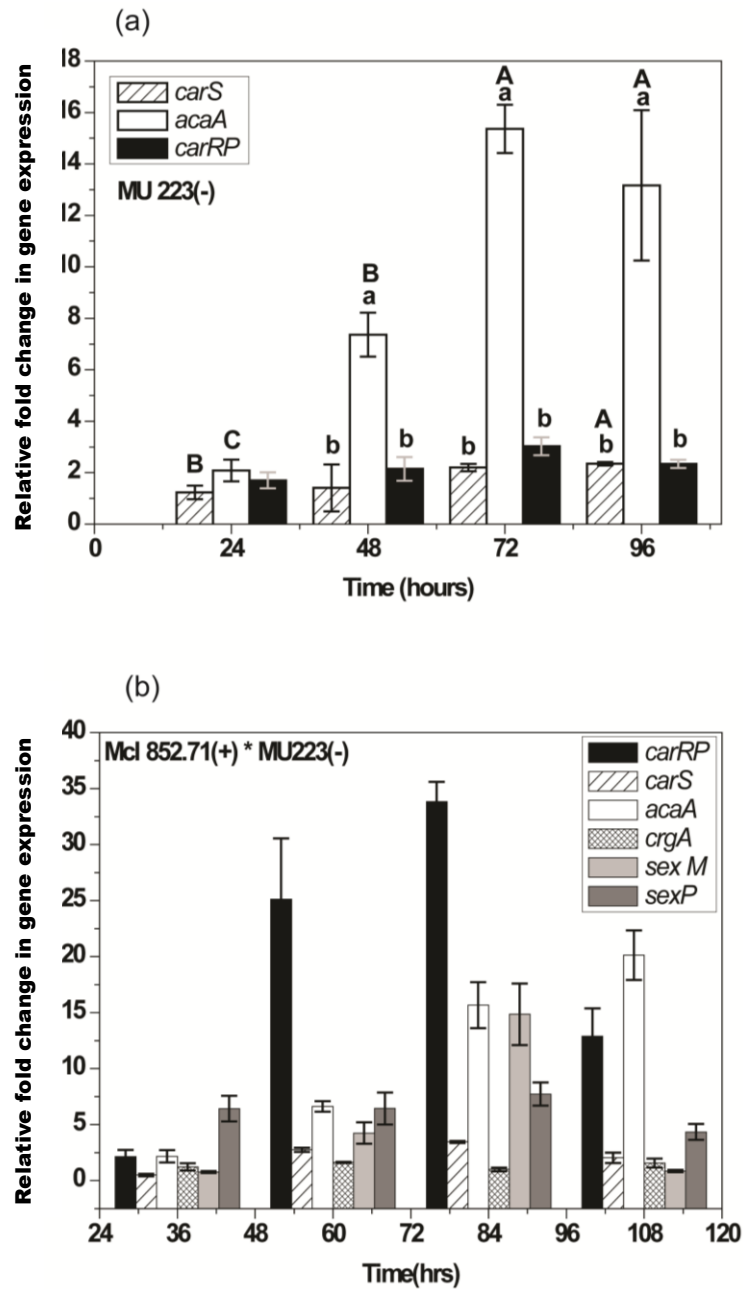 (a)
Relative fold change in gene expression
18
16
14
12
10
8
6
4
2
0
carS
acaA
carRP
MU 223(-)
B
C
b
B
a
b
b
A
a
b
A
b
A
a
b
0
24
48
72
96
Time (hours)
(b)
Relative fold change in gene expression
40
35
30
25
20
15
10
5
0
Mcl 852.71(+) * MU223(-)
carRP
carS
acaA
crgA
sex M
sexP
24
36
48
60
72
84
96
108
120
Time(hrs)